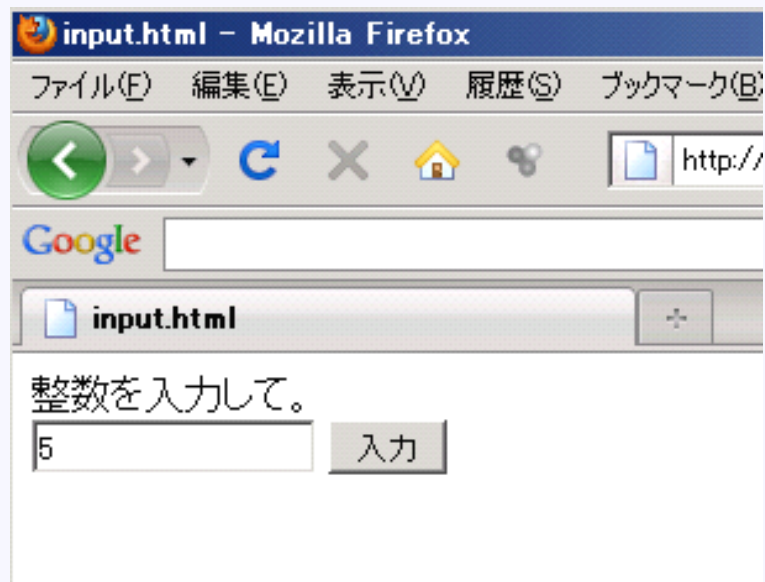 input.html - Mozilla Firefox
ファイル(F) 編集(E) 表示(V) 履歴(S) ブックマーク(B)
http://
Google
input.html
整数を入力して。
5 入力